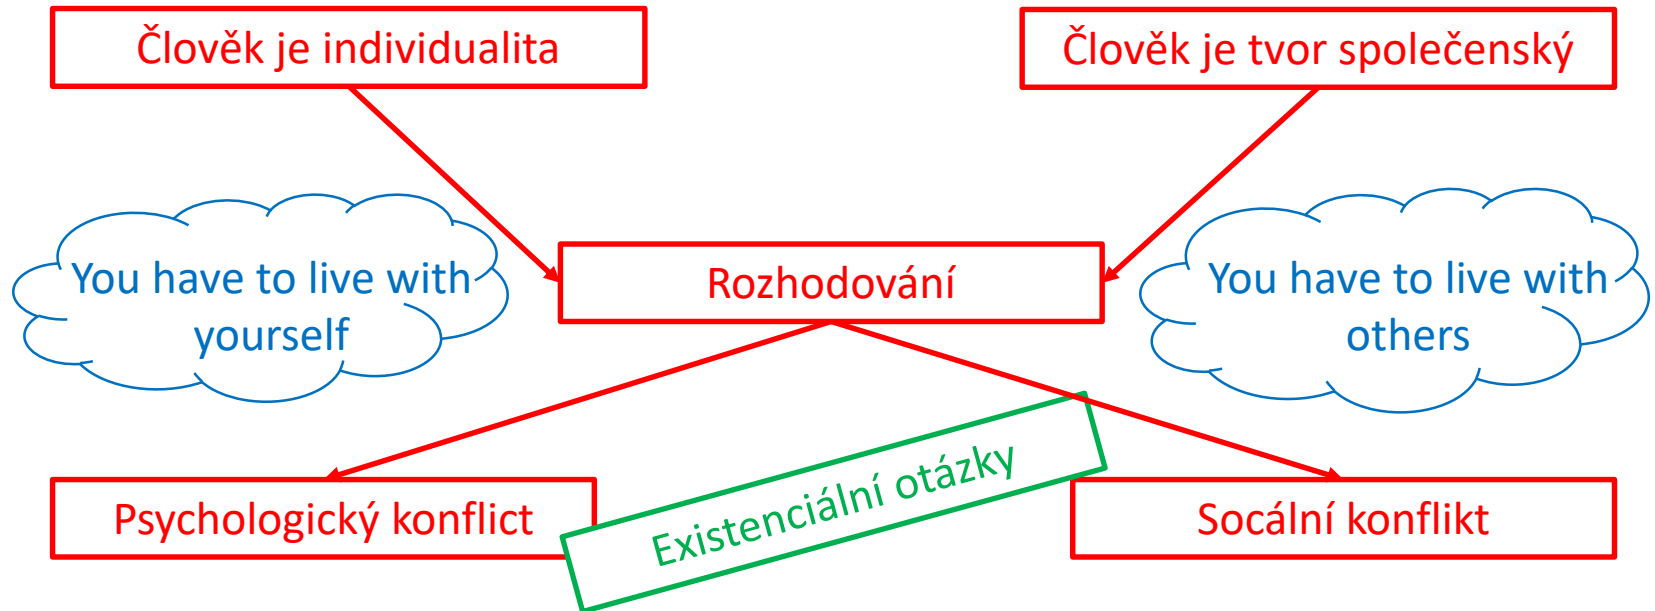 Člověk je individualita
Člověk je tvor společenský
You have to live with
yourself
Rozhodování
You have to live with
others
Psychologický konflict
Existenciální otázky
Socální konflikt